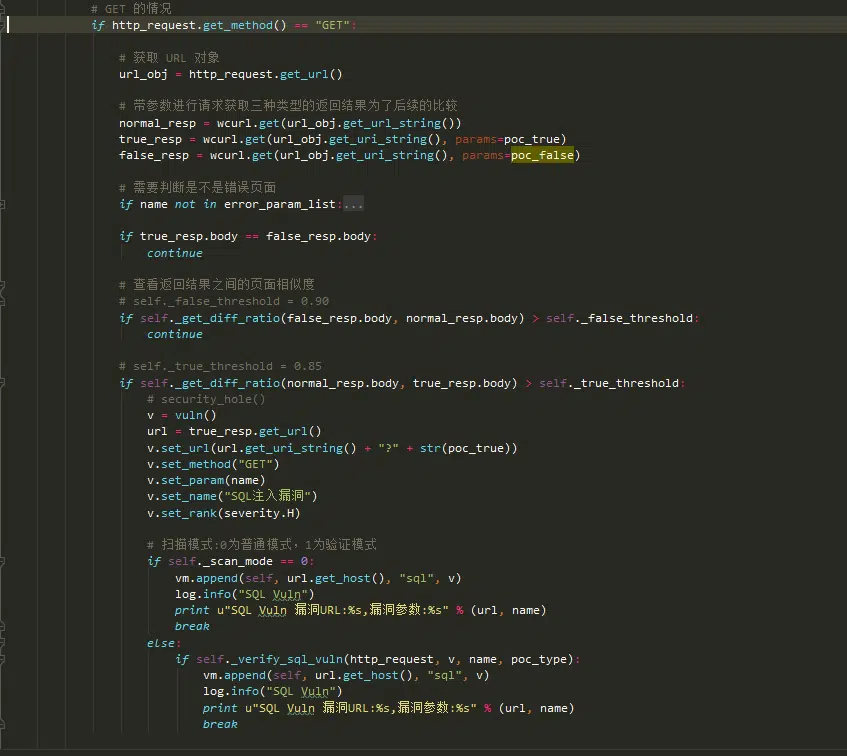 # GET 的情况
if http_request.get_method() == "GET":
# 获取 URL 对象
url_obj = http_request.get_url()
# 带参数进行请求获取三种类型的返回结果为了后续的比较
normal_resp = wcurl.get(url_obj.get_url_string())
true_resp = wcurl.get(url_obj.get_uri_string(), params=poc_true)
false_resp = wcurl.get(url_obj.get_uri_string(), params=poc_false)
# 需要判断是不是错误页面
if name not in error_param_list:...
if true_resp.body == false_resp.body:
continue
# 查看返回结果之间的页面相似度
# self._false_threshold = 0.90
if self._get_diff_ratio(false_resp.body, normal_resp.body) > self._false_threshold:
continue
# self._true_threshold = 0.85
if self._get_diff_ratio(normal_resp.body, true_resp.body) > self._true_threshold:
# security_hole()
v = vuln()
url = true_resp.get_url()
v.set_url(url.get_uri_string() + "?" + str(poc_true))
v.set_method("GET")
v.set_param(name)
v.set_name("SQL注入漏洞")
v.set_rank(severity.H)
# 扫描模式:0为普通模式，1为验证模式
if self._scan_mode == 0:
vm.append(self, url.get_host(), "sql", v)
log.info("SQL Vuln")
print u"SQL Vuln 漏洞URL:%s,漏洞参数:%s" % (url, name)
break
else:
if self._verify_sql_vuln(http_request, v, name, poc_type):
vm.append(self, url.get_host(), "sql", v)
log.info("SQL Vuln")
print u"SQL Vuln 漏洞URL:%s,漏洞参数:%s" % (url, name)
break